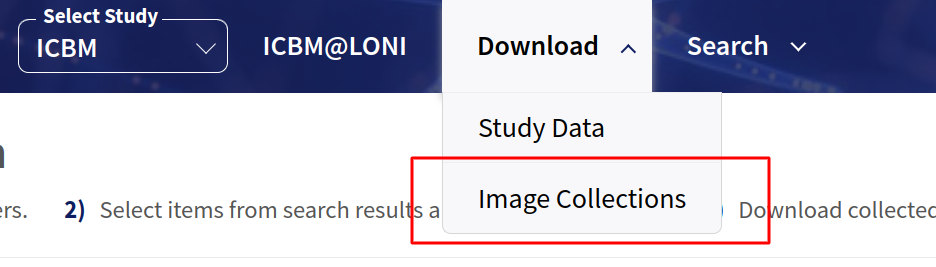 Select Study
ICBM
ICBM@LONI
Download
Search
Study Data
ers. 2) Select items from search results a
Image Collections
) Download collected